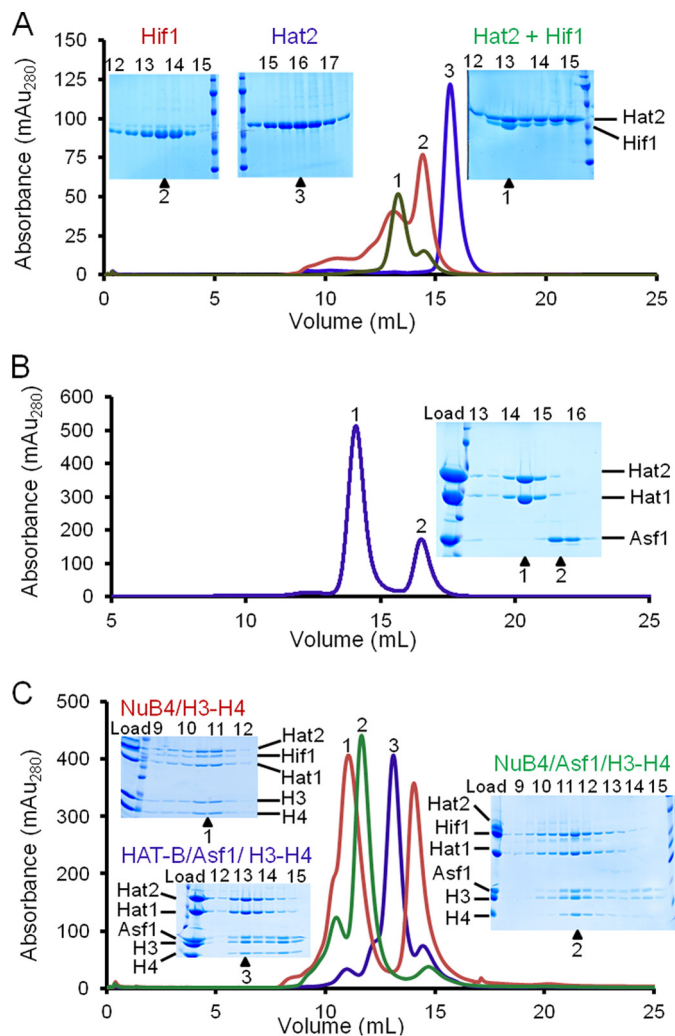 A
Hif1 Hat2 Hat2 + Hif1
12 13 14 15 15 16 17 12 13 14 15
Hat2
Hif1
2 3 1
1 2 3
Absorbance (mAu280)
150
125
100
75
50
25
0
0 5 10 15 20 25
Volume (mL)
B
Absorbance (mAu280)
600
500
400
300
200
100
0
1 2
Load 13 14 15 16
Hat2
Hat1
Asf1
1 2
5 10 15 20 25
Volume (mL)
C
Absorbance (mAu280)
500
400
300
200
100
0
NuB4/H3-H4
Load 9 10 11 12
Hat2
Hif1
Hat1
H3
H4
1
HAT-B/Asf1/ H3-H4
Load 12 13 14 15
Hat2
Hat1
Asf1
H3
H4
3
1 2 3
NuB4/Asf1/H3-H4
Load 9 10 11 12 13 14 15
Hat2
Hif1
Hat1
Asf1
H3
H4
2
0 5 10 15 20 25
Volume (mL)